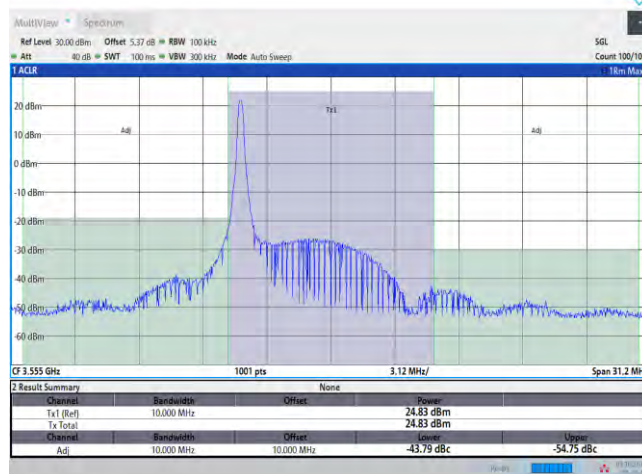 MultiView Spectrum
Ref Level 30.00 dBm Offset 5.37 dB RBW 100 kHz SGL
Att 40 dB SWT 100 ms VBW 300 kHz Mode Auto Sweep Count 100/10
1 ACLR 18m Max
20 dBm
Tx1
10 dBm
Adj Adj
0 dBm
-10 dBm
-20 dBm
-30 dBm
-40 dBm
-50 dBm
-60 dBm
CF 3.555 GHz 1001 pts 3.12 MHz/ Span 31.2 MH
2 Result Summary None
Channel Bandwidth Offset Power
Tx1 (Ref) 10.000 MHz 24.83 dBm
Tx Total 24.83 dBm
Channel Bandwidth Offset Lower Upper
Adj 10.000 MHz 10.000 MHz -43.79 dBc -54.75 dBc